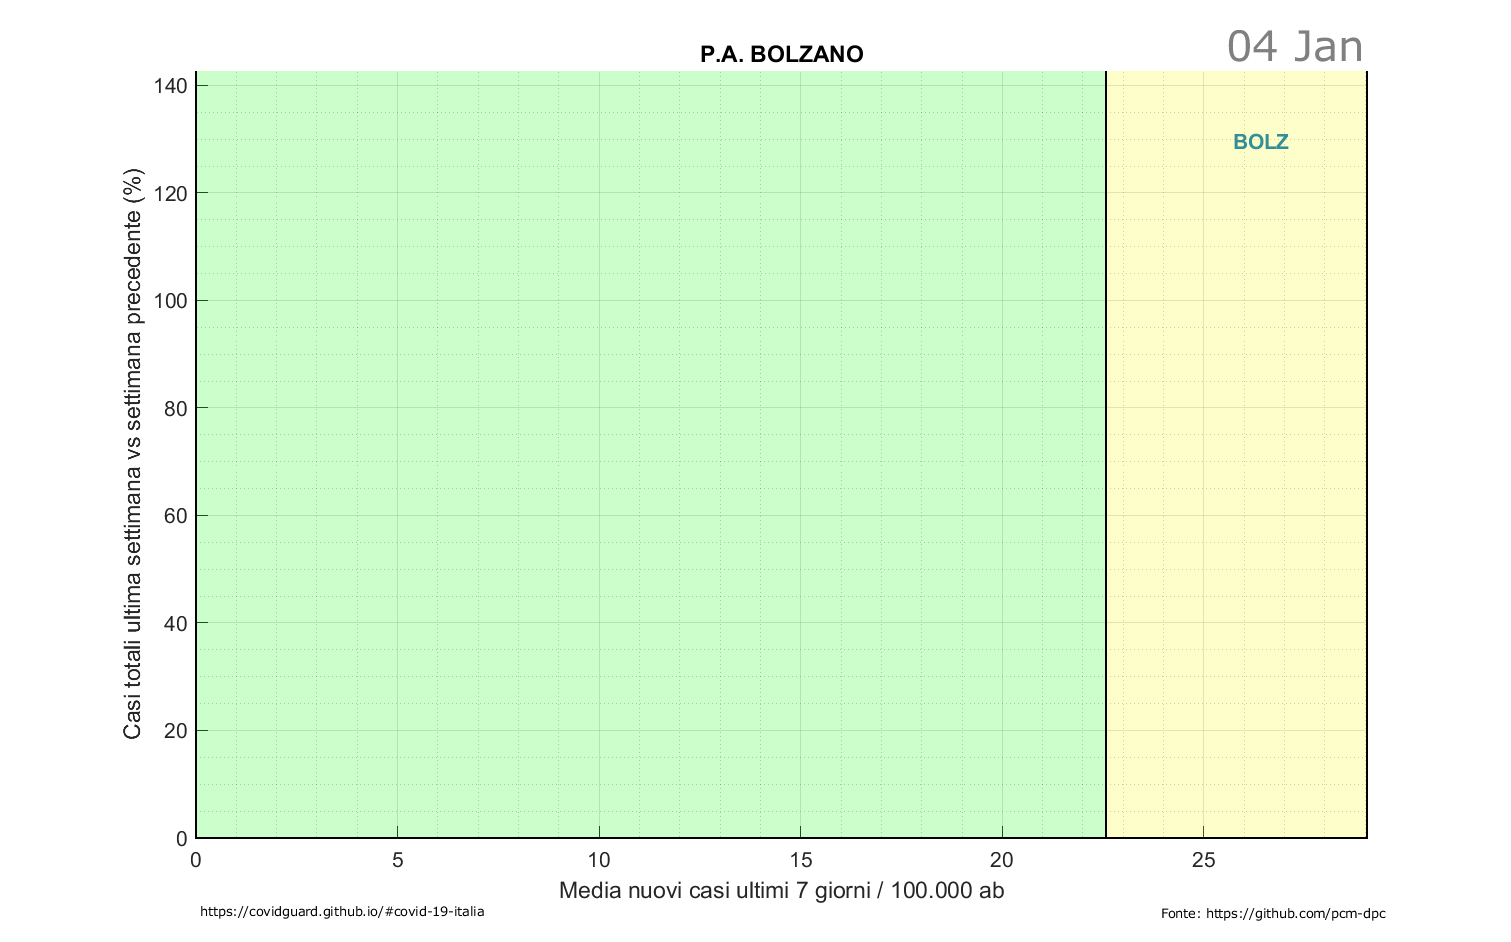 04 Jan
P.A. BOLZANO
140
BOLZ
120
100
80
60
40
20
0
Casi totali ultima settimana vs settimana precedente (%)
0 5 10 15 20 25
Media nuovi casi ultimi 7 giorni / 100.000 ab
https://covidguard.github.io/#covid-19-italia
Fonte: https://github.com/pcm-dpc